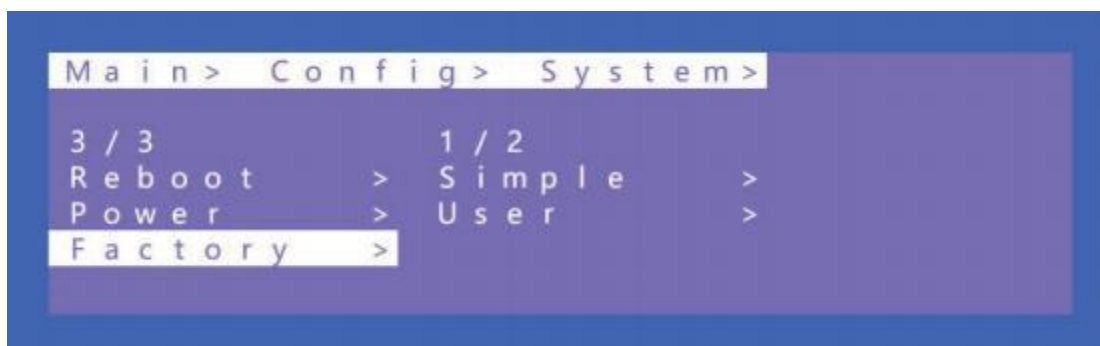 Main> Config> System>
3/3 1/2
Reboot > Simple >
Power > User >
Factory >